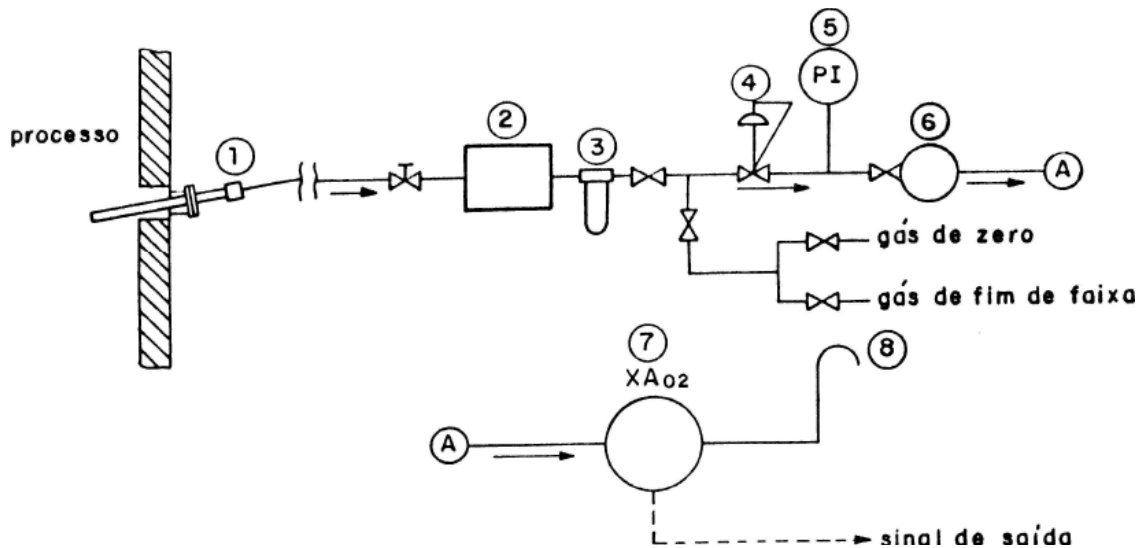 5
PI
4
6
2
3
processo
1
A
gás de zero
gás de fim de faixa
7
XAO2
8
A
sinal de saída